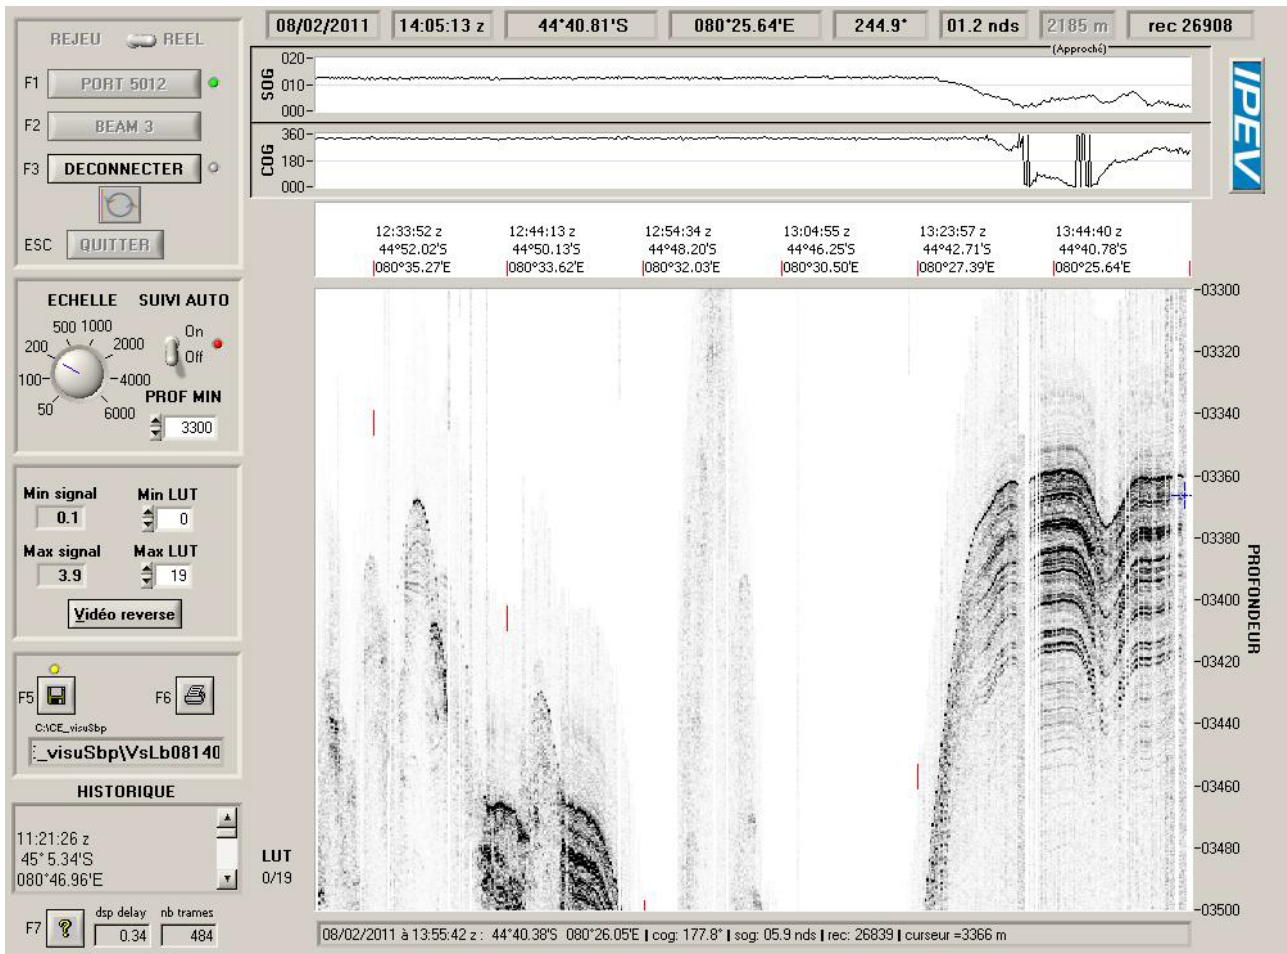 08/02/2011 14:05:13 z 44°40.81'S 080°25.64'E 244.9° 01.2 nds 2185 m rec 26908
(Approché)
REJEU REEL
F1 PORT 5012
F2 BEAM 3
F3 DECONNECTER
ESC QUITTER
SOG
020
010
000
COG
360
180
000
IPEV
12:33:52 z 12:44:13 z 12:54:34 z 13:04:55 z 13:23:57 z 13:44:40 z
44°52.02'S 44°50.13'S 44°48.20'S 44°46.25'S 44°42.71'S 44°40.78'S
080°35.27'E 080°33.62'E 080°32.03'E 080°30.50'E 080°27.39'E 080°25.64'E
ECHELLE SUIVI AUTO
500 1000 On
200 2000 Off
100 4000
50 6000
PROF MIN
3300
Min signal Min LUT
0.1 0
Max signal Max LUT
3.9 19
Vidéo reverse
F5 F6
C:\CE_visuSbp
:_visuSbp\VsLb08140
HISTORIQUE
11:21:26 z
45° 5.34'S
080°46.96'E
LUT
0/19
dsp delay nb trames
F7 ? 0.34 484
03300
03320
03340
03360
03380
03400
03420
03440
03460
03480
03500
PROFONDEUR
08/02/2011 à 13:55:42 z : 44°40.38'S 080°26.05'E | cog: 177.8° | sog: 05.9 nds | rec: 26839 | curseur =3366 m